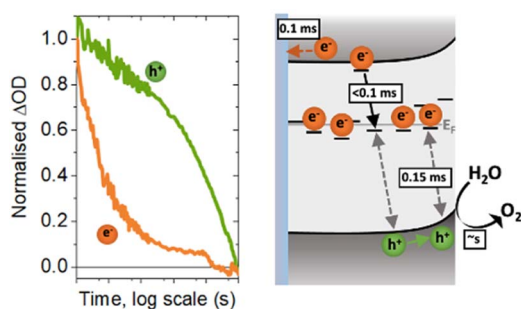 Normalised ΔOD
1.0
0.8
0.6
0.4
0.2
0.0
h⁺
e⁻
Time, log scale (s)
0.1 ms
e⁻
e⁻
<0.1 ms
e⁻
e⁻
e⁻
e⁻
E_F
0.15 ms
H₂O
O₂
~s
h⁺
h⁺